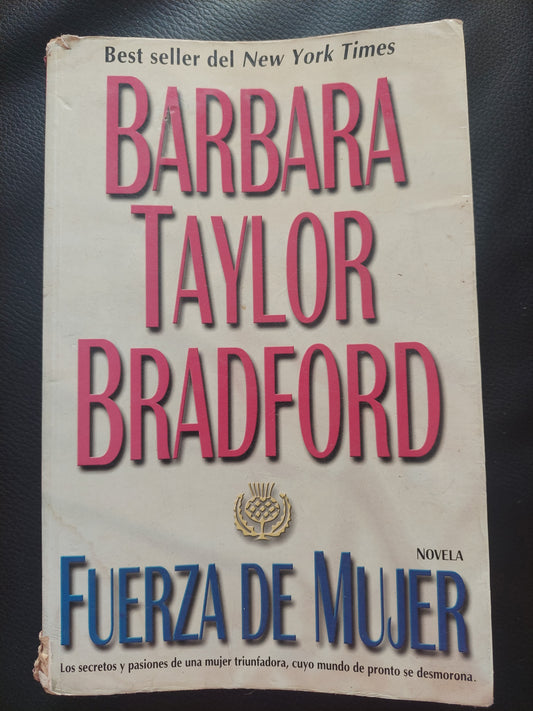 Best seller del New York Times
BARBARA
TAYLOR
BRADFORD
NOVELA
FUERZA DE MUJER
Los secretos y pasiones de una mujer triunfadora, cuyo mundo de pronto se desmorona.